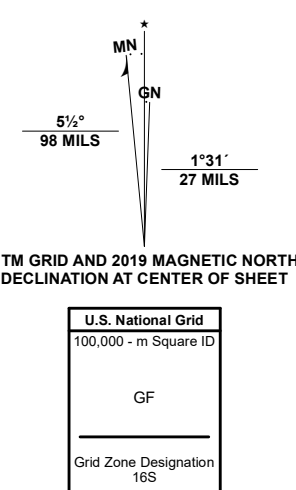 MN
GN
5½°
98 MILS
1°31´
27 MILS
TM GRID AND 2019 MAGNETIC NORTH
DECLINATION AT CENTER OF SHEET
U.S. National Grid
100,000 - m Square ID
GF
Grid Zone Designation
16S